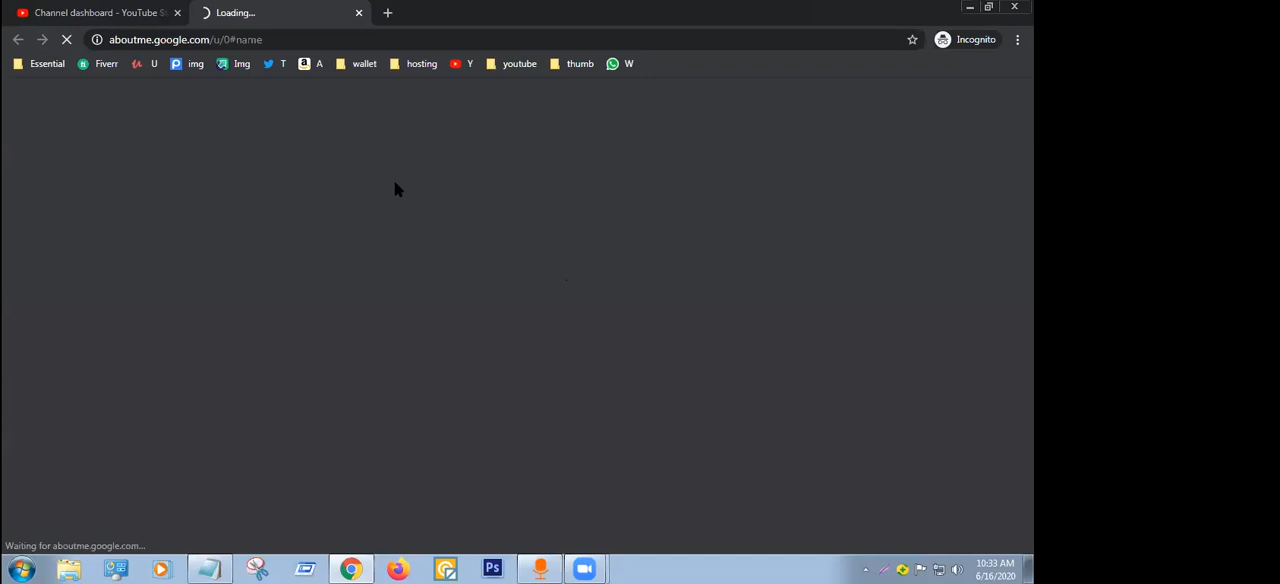 Channel dashboard - YouTube S
Loading...
aboutme.google.com/u/0#name
Incognito
Essential
Fiverr
U
img
Img
T
A
wallet
hosting
Y
youtube
thumb
W
Waiting for aboutme.google.com...
Ps
10:33 AM
6/16/2020